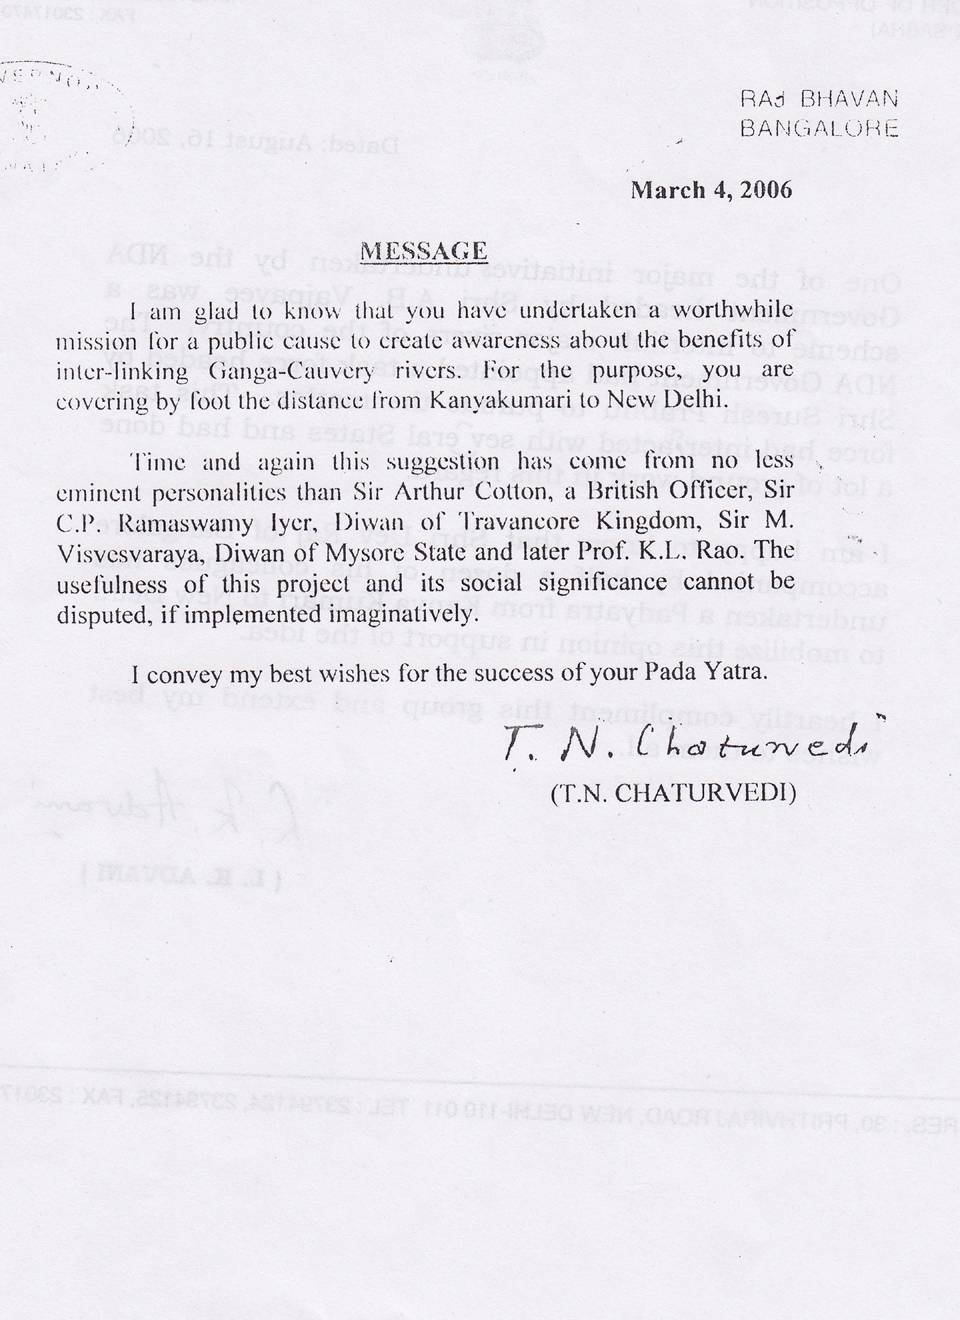 RAJ BHAVAN
BANGALORE
March 4, 2006
MESSAGE
I am glad to know that you have undertaken a worthwhile
mission for a public cause to create awareness about the benefits of
inter-linking Ganga-Cauvery rivers. For the purpose, you are
covering by foot the distance from Kanyakumari to New Delhi.
Time and again this suggestion has come from no less
eminent personalities than Sir Arthur Cotton, a British Officer, Sir
C.P. Ramaswamy Iyer, Diwan of Travancore Kingdom, Sir M.
Visvesvaraya, Diwan of Mysore State and later Prof. K.L. Rao. The
usefulness of this project and its social significance cannot be
disputed, if implemented imaginatively.
I convey my best wishes for the success of your Pada Yatra.
T. N. Chaturvedi
(T.N. CHATURVEDI)